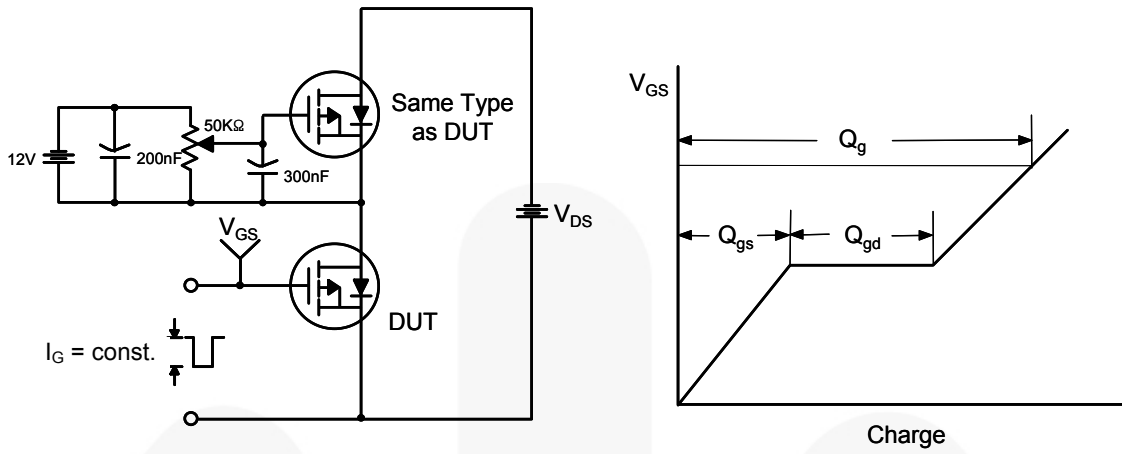 12V
200nF
50KΩ
300nF
Same Type
as DUT
V_GS
DUT
I_G = const.
V_DS
V_GS
Q_g
Q_gs
Q_gd
Charge